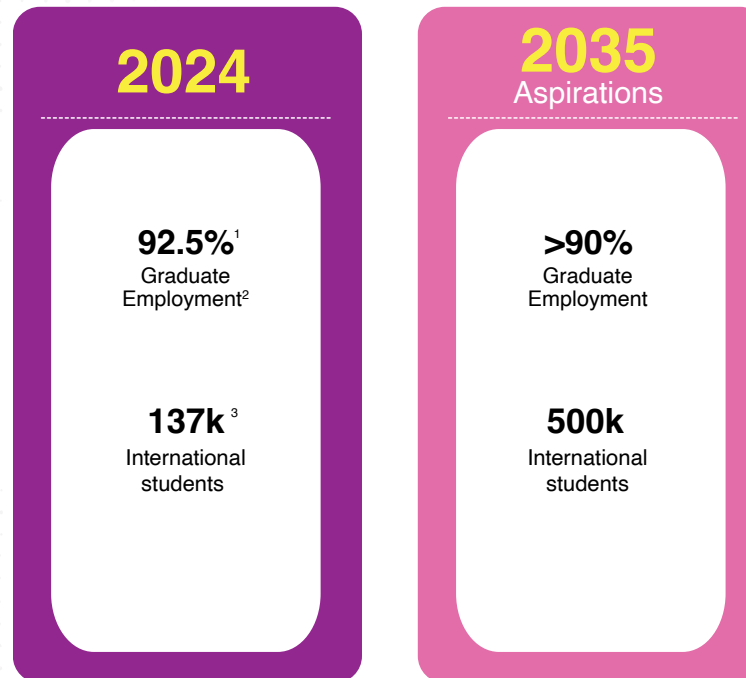 2024
92.5%¹
Graduate
Employment²
137k ³
International
students
2035
Aspirations
>90%
Graduate
Employment
500k
International
students